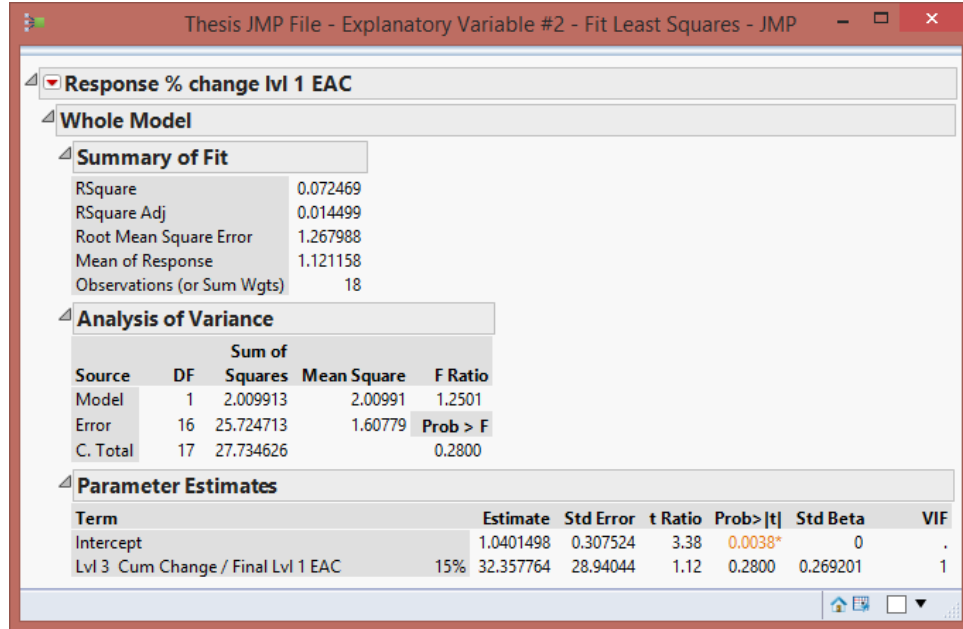 Thesis JMP File - Explanatory Variable #2 - Fit Least Squares - JMP
Response % change lvl 1 EAC
Whole Model
Summary of Fit
RSquare 0.072469
RSquare Adj 0.014499
Root Mean Square Error 1.267988
Mean of Response 1.121158
Observations (or Sum Wgts) 18
Analysis of Variance
Sum of
Source DF Squares Mean Square F Ratio
Model 1 2.009913 2.00991 1.2501
Error 16 25.724713 1.60779 Prob > F
C. Total 17 27.734626 0.2800
Parameter Estimates
Term Estimate Std Error t Ratio Prob>|t| Std Beta VIF
Intercept 1.0401498 0.307524 3.38 0.0038* 0 .
Lvl 3 Cum Change / Final Lvl 1 EAC 15% 32.357764 28.94044 1.12 0.2800 0.269201 1